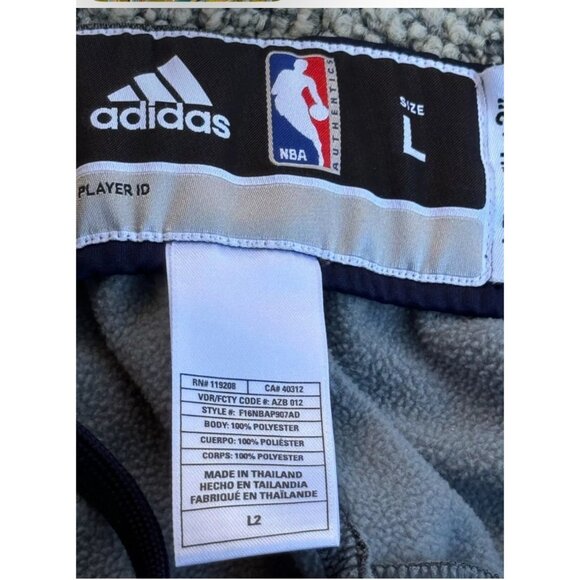 adidas
NBA
AUTHENTICS
SIZE
L
PLAYER ID
RN# 119208
CA# 40312
VDR/FCTY CODE #: AZB 012
STYLE #: F16NBAP907AD
BODY: 100% POLYESTER
CUERPO: 100% POLIÉSTER
CORPS: 100% POLYESTER
MADE IN THAILAND
HECHO EN TAILANDIA
FABRIQUÉ EN THAÏLANDE
L2